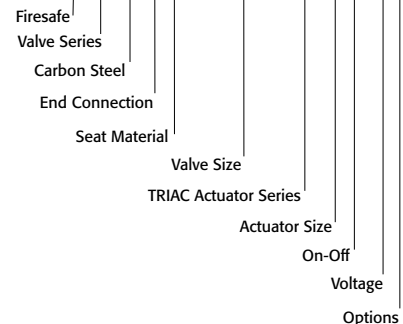 Firesafe
Valve Series
Carbon Steel
End Connection
Seat Material
Valve Size
TRIAC Actuator Series
Actuator Size
On-Off
Voltage
Options